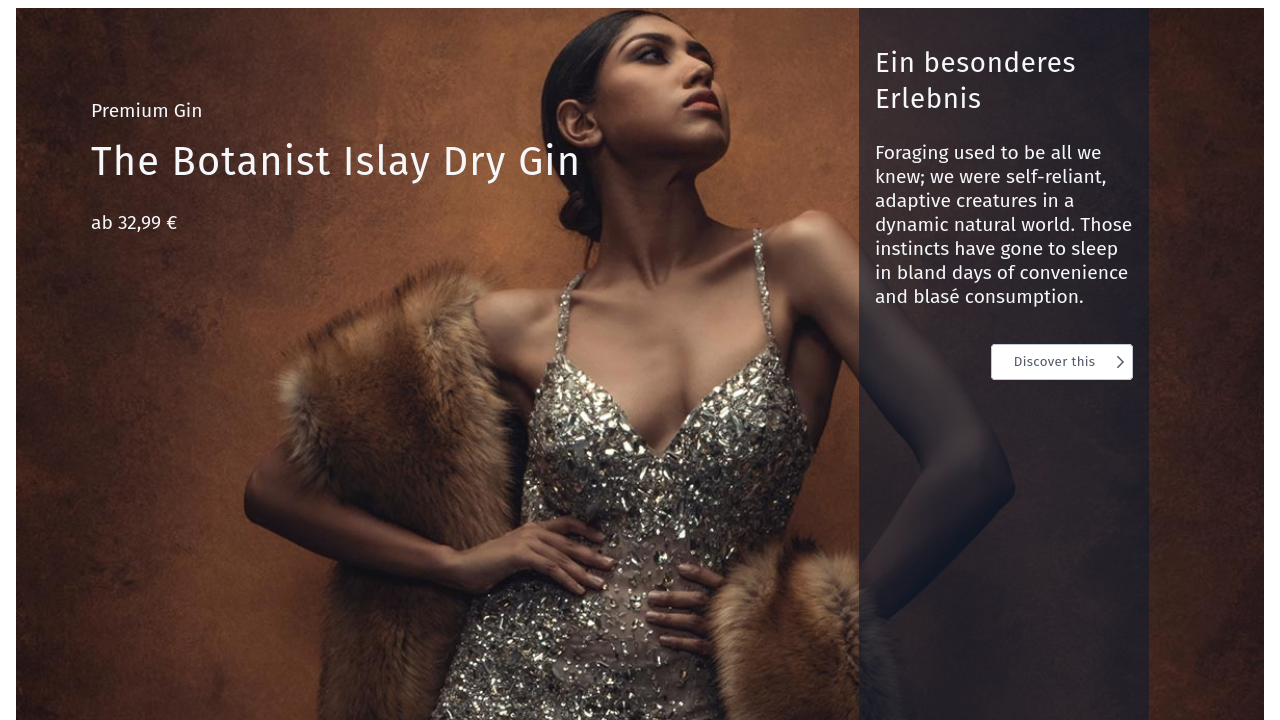 Premium Gin
The Botanist Islay Dry Gin
ab 32,99 €
Ein besonderes
Erlebnis
Foraging used to be all we
knew; we were self-reliant,
adaptive creatures in a
dynamic natural world. Those
instincts have gone to sleep
in bland days of convenience
and blasé consumption.
Discover this